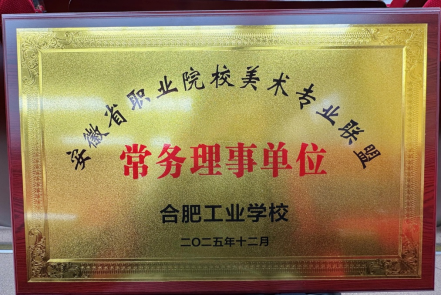 安徽省职业院校美术专业联盟
常务理事单位
合肥工业学校
二〇二五年十二月